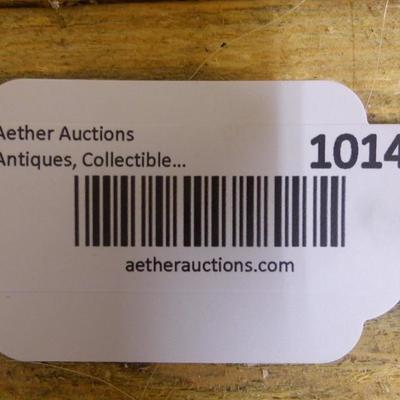 Aether Auctions
Antiques, Collectible...
1014
aetherauctions.com